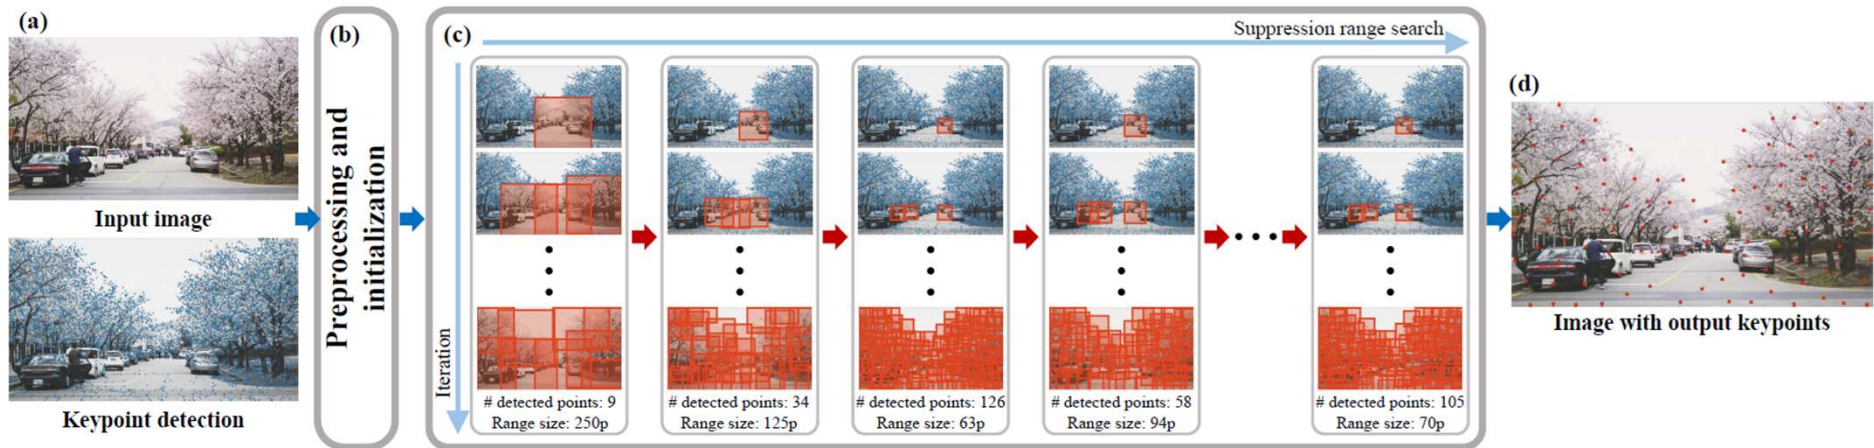 (a)
Input image
Keypoint detection
(b)
Preprocessing and
initialization
(c)
Suppression range search
Iteration
# detected points: 9
Range size: 250p
# detected points: 34
Range size: 125p
# detected points: 126
Range size: 63p
# detected points: 58
Range size: 94p
# detected points: 105
Range size: 70p
(d)
Image with output keypoints